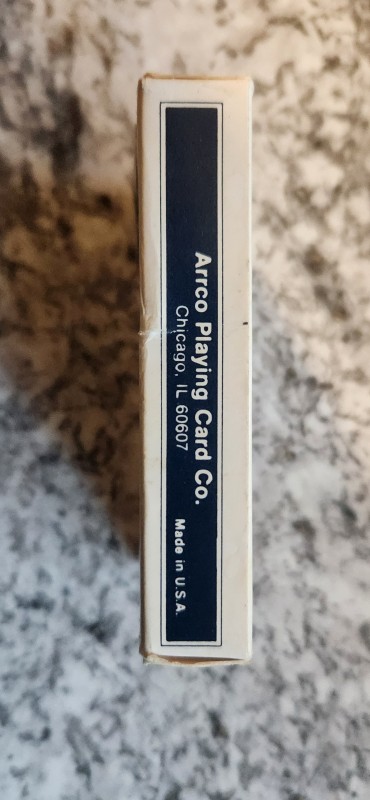 Arrco Playing Card Co.
Chicago, IL 60607
Made in U.S.A.